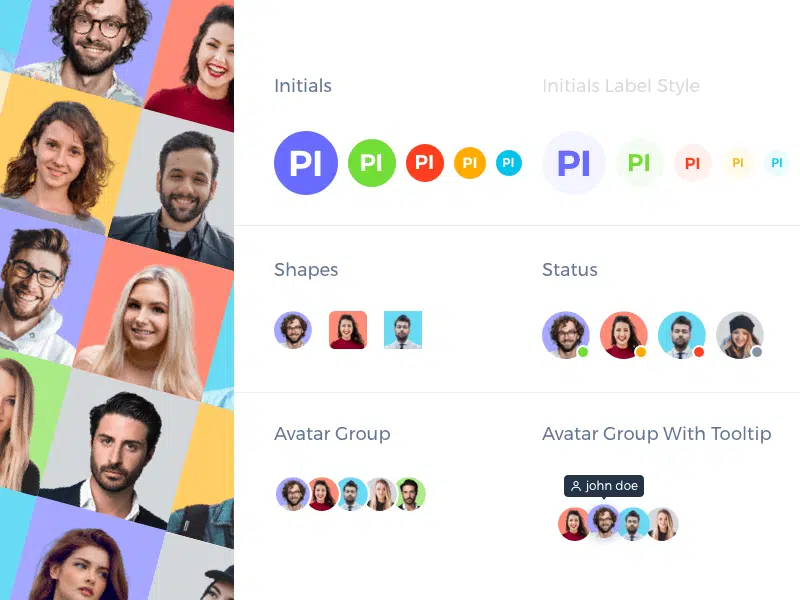 Initials
Initials Label Style
PI PI PI PI PI
PI PI PI PI PI
Shapes
Status
Avatar Group
Avatar Group With Tooltip
john doe